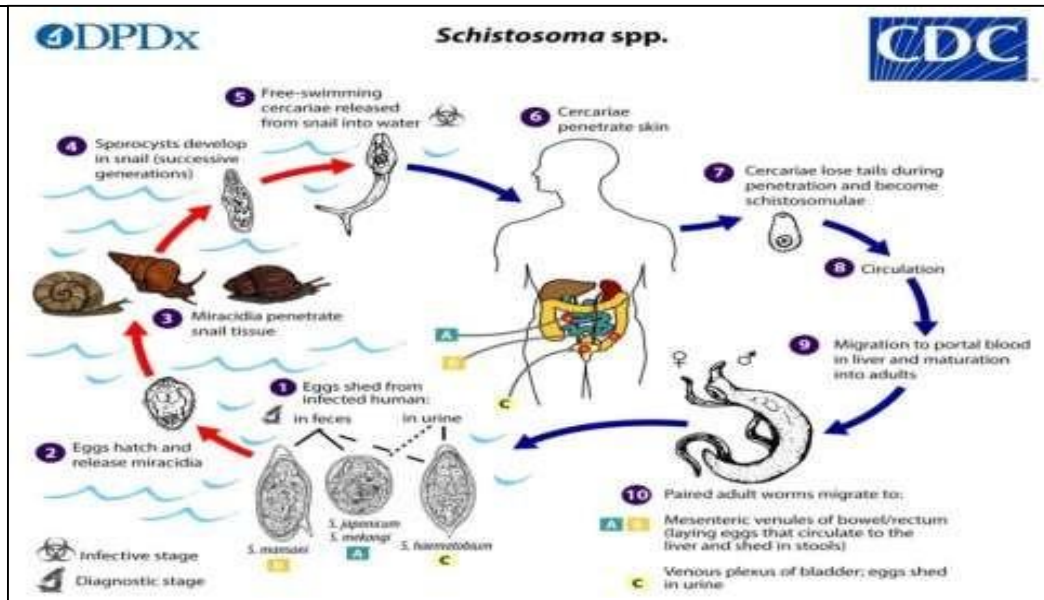 DPDx
Schistosoma spp.
CDC
5 Free-swimming
cercariae released
from snail into water
6 Cercariae
penetrate skin
4 Sporocysts develop
in snail (successive
generations)
7 Cercariae lose tails during
penetration and become
schistosomulae
8 Circulation
3 Miracidia penetrate
snail tissue
A
B
C
9 Migration to portal blood
in liver and maturation
into adults
♀ ♂
1 Eggs shed from
infected human:
in feces
in urine
2 Eggs hatch and
release miracidia
S. mansoni
B
S. japonicum
S. mekongi
A
S. haematobium
C
10 Paired adult worms migrate to:
A B Mesenteric venules of bowel/rectum
(laying eggs that circulate to the
liver and shed in stools)
C Venous plexus of bladder; eggs shed
in urine
Infective stage
Diagnostic stage